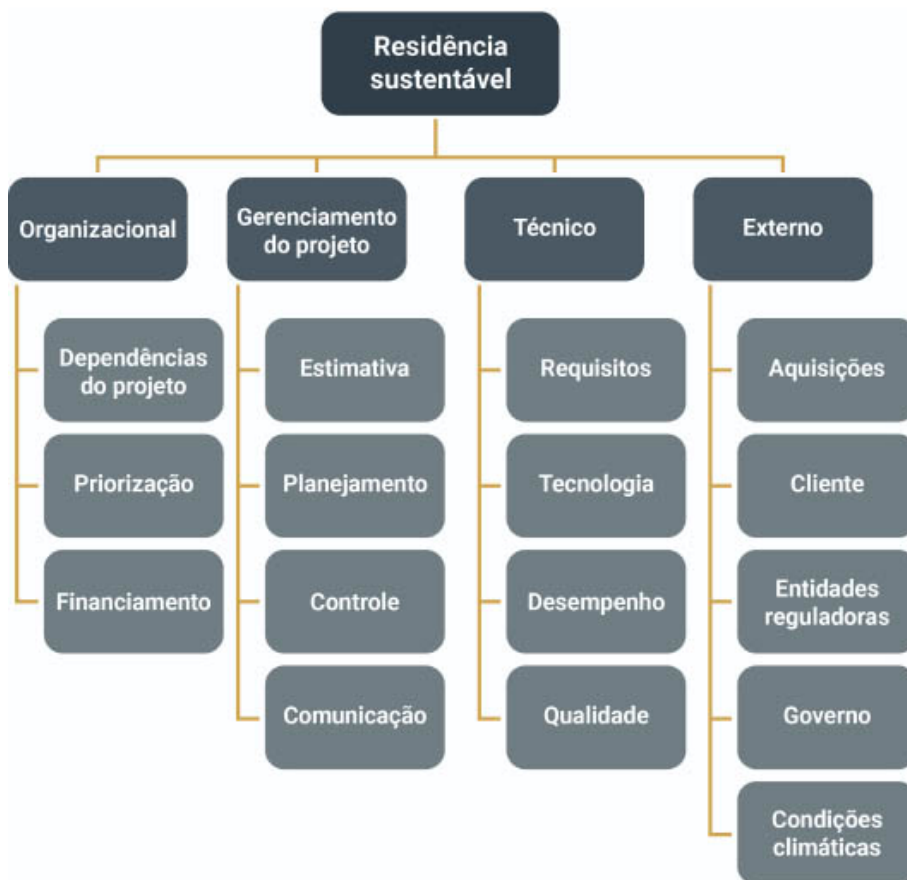 Residência
sustentável
Organizacional
Gerenciamento
do projeto
Técnico
Externo
Dependências
do projeto
Priorização
Financiamento
Estimativa
Planejamento
Controle
Comunicação
Requisitos
Tecnologia
Desempenho
Qualidade
Aquisições
Cliente
Entidades
reguladoras
Governo
Condições
climáticas